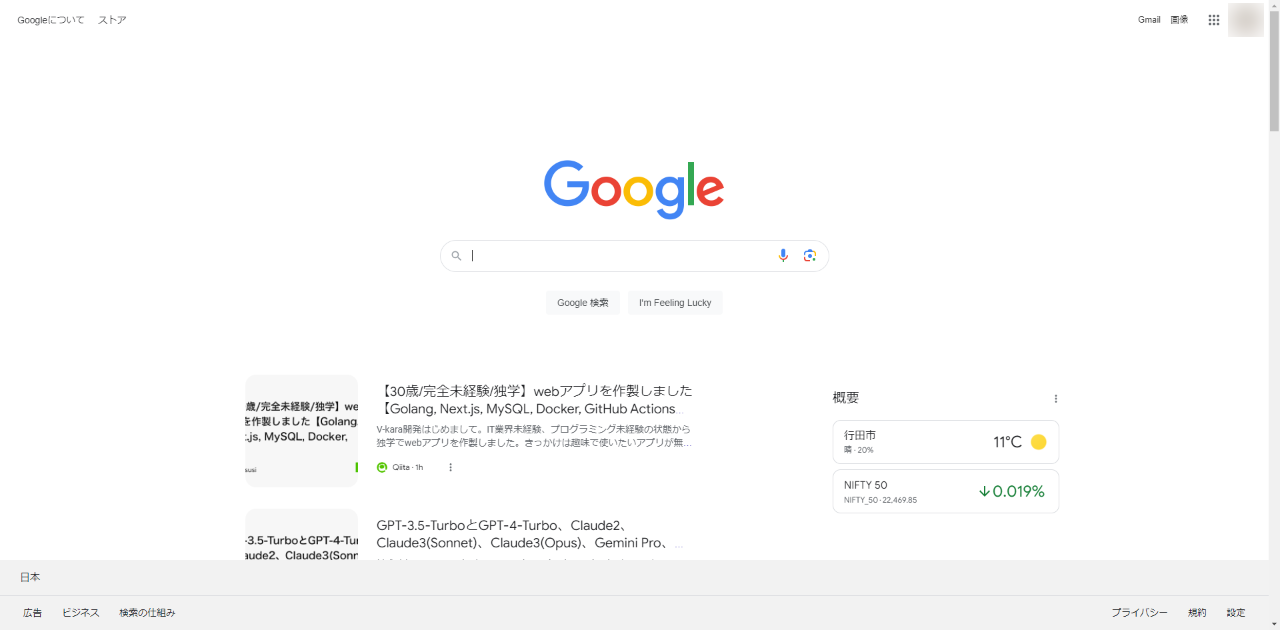 Googleについて ストア
Gmail 画像
Google
Google 検索 I'm Feeling Lucky
歳/完全未経験/独学】we
を作製しました【Golang,
t.js, MySQL, Docker,
susi
【30歳/完全未経験/独学】webアプリを作製しました
【Golang, Next.js, MySQL, Docker, GitHub Actions...
V-kara開発はじめまして。IT業界未経験、プログラミング未経験の状態から
独学でwebアプリを作製しました。きっかけは趣味で使いたいアプリが無...
Qiita · 1h
概要
行田市
晴 · 20%
11°C
NIFTY 50
NIFTY_50 · 22,469.85
↓0.019%
-3.5-TurboとGPT-4-Tur
aude2、Claude3(Sonn
GPT-3.5-TurboとGPT-4-Turbo、Claude2、
Claude3(Sonnet)、Claude3(Opus)、Gemini Pro、...
日本
広告 ビジネス 検索の仕組み
プライバシー 規約 設定